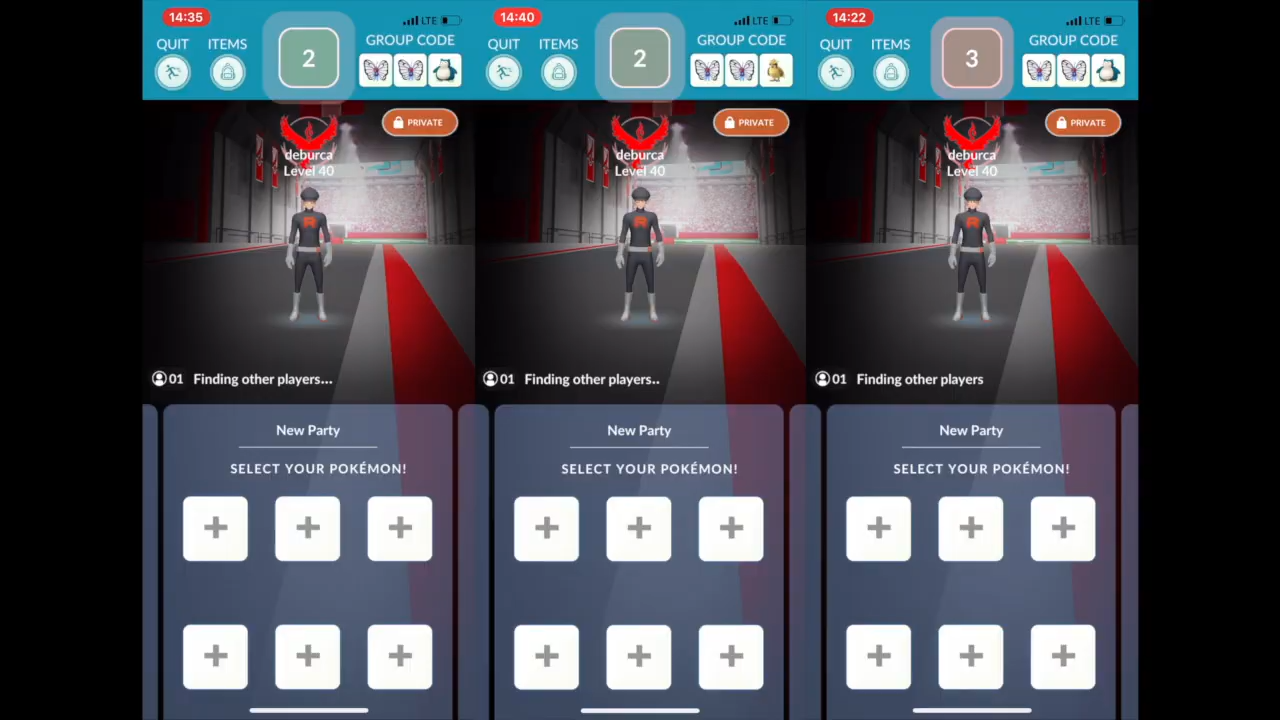 14:35
LTE
QUIT
ITEMS
2
GROUP CODE
PRIVATE
deburca
Level 40
R
01 Finding other players...
New Party
SELECT YOUR POKÉMON!
14:40
LTE
QUIT
ITEMS
2
GROUP CODE
PRIVATE
deburca
Level 40
R
01 Finding other players..
New Party
SELECT YOUR POKÉMON!
14:22
LTE
QUIT
ITEMS
3
GROUP CODE
PRIVATE
deburca
Level 40
R
01 Finding other players
New Party
SELECT YOUR POKÉMON!